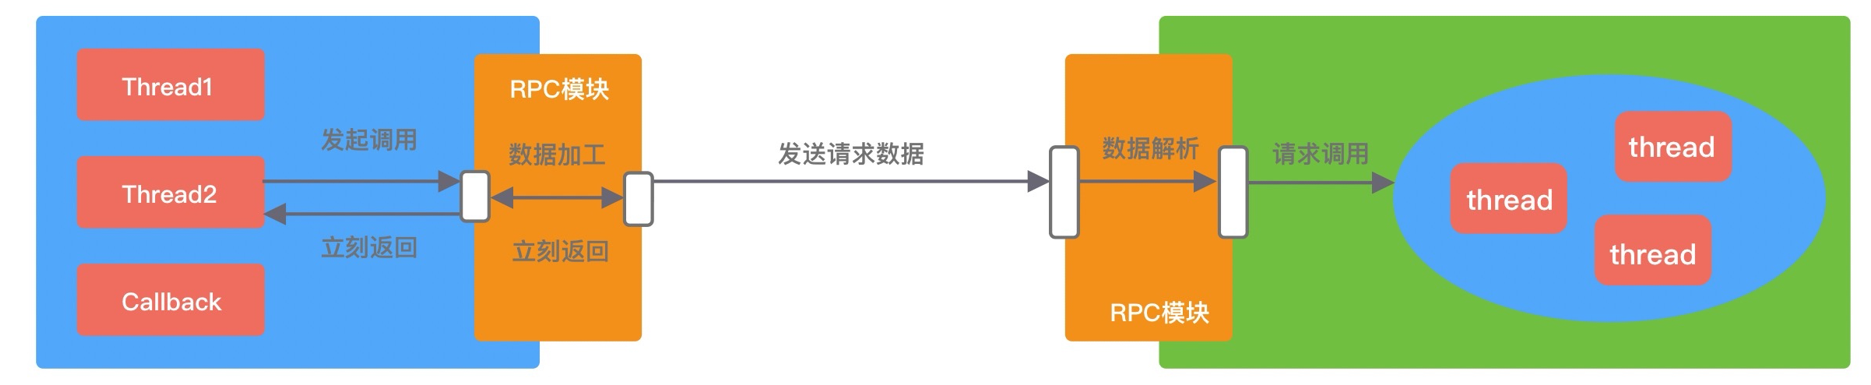 Thread1
Thread2
Callback
发起调用
立刻返回
RPC模块
数据加工
立刻返回
发送请求数据
数据解析
RPC模块
请求调用
thread
thread
thread